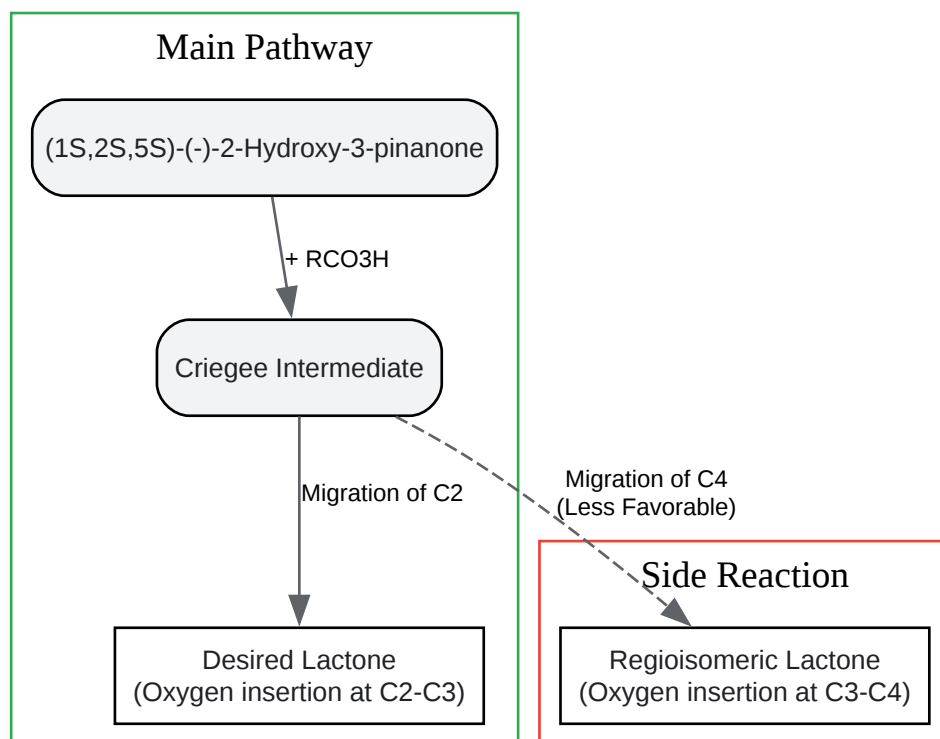 Main Pathway
(1S,2S,5S)-(-)-2-Hydroxy-3-pinanone
+ RCO3H
Criegee Intermediate
Migration of C2
Migration of C4
(Less Favorable)
Side Reaction
Desired Lactone
(Oxygen insertion at C2-C3)
Regioisomeric Lactone
(Oxygen insertion at C3-C4)